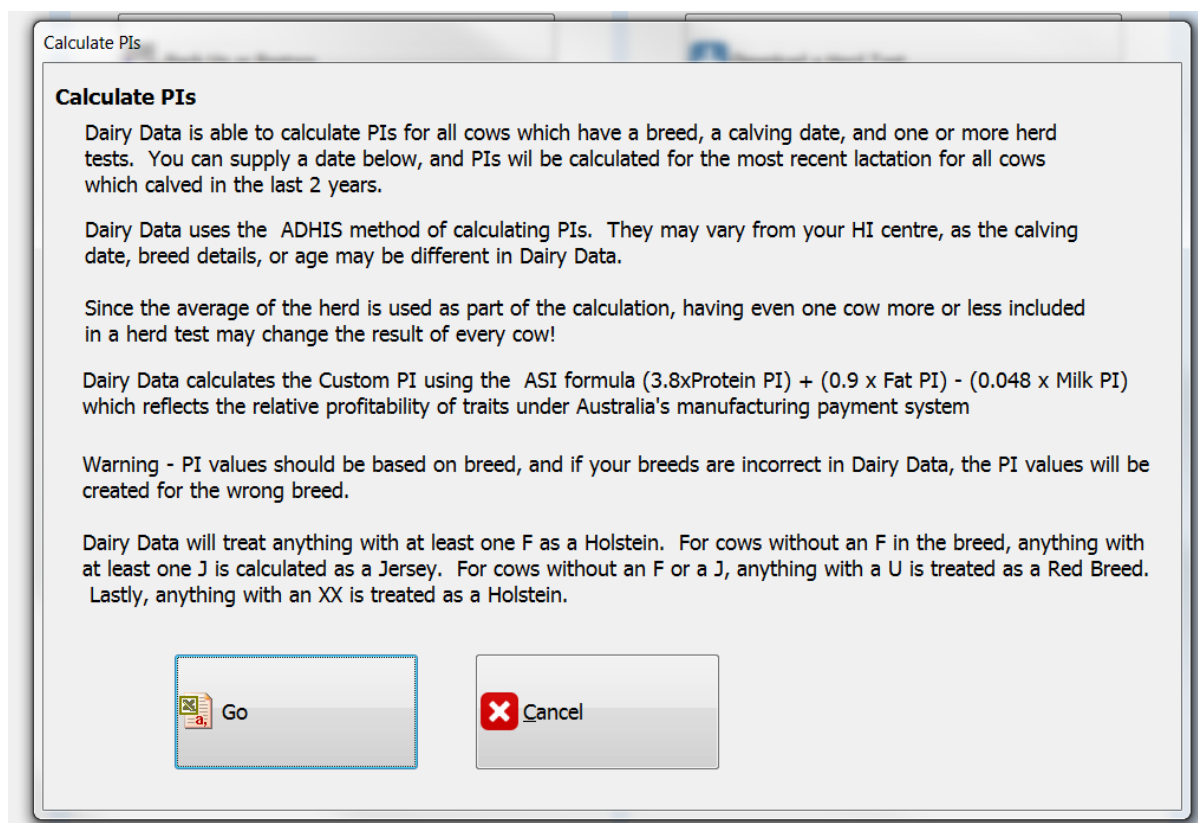 Calculate PIs
Calculate PIs
Dairy Data is able to calculate PIs for all cows which have a breed, a calving date, and one or more herd
tests.  You can supply a date below, and PIs wil be calculated for the most recent lactation for all cows
which calved in the last 2 years.
Dairy Data uses the  ADHIS method of calculating PIs.  They may vary from your HI centre, as the calving
date, breed details, or age may be different in Dairy Data.
Since the average of the herd is used as part of the calculation, having even one cow more or less included
in a herd test may change the result of every cow!
Dairy Data calculates the Custom PI using the  ASI formula (3.8xProtein PI) + (0.9 x Fat PI) - (0.048 x Milk PI)
which reflects the relative profitability of traits under Australia's manufacturing payment system
Warning - PI values should be based on breed, and if your breeds are incorrect in Dairy Data, the PI values will be
created for the wrong breed.
Dairy Data will treat anything with at least one F as a Holstein.  For cows without an F in the breed, anything with
at least one J is calculated as a Jersey.  For cows without an F or a J, anything with a U is treated as a Red Breed.
Lastly, anything with an XX is treated as a Holstein.
Go
Cancel